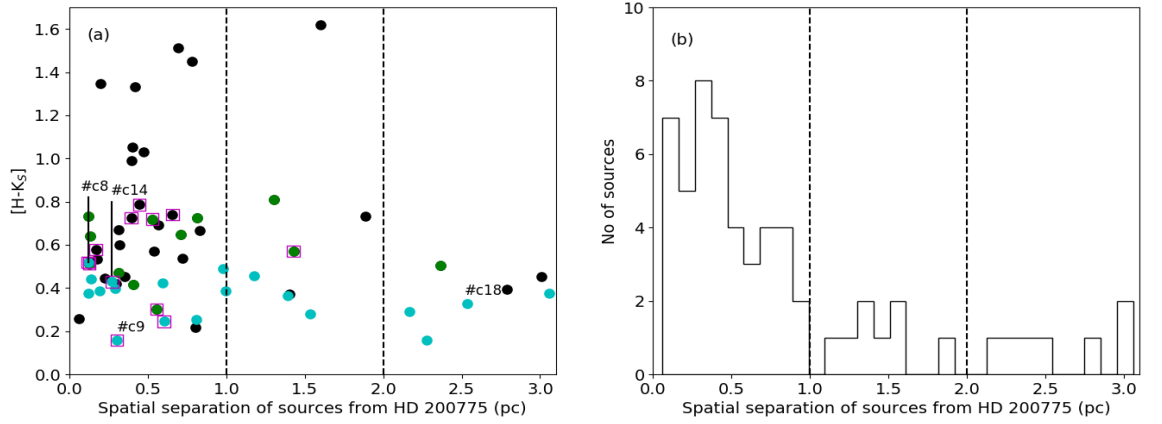 (a)
[H-K_S]
1.6
1.4
1.2
1.0
0.8
0.6
0.4
0.2
0.0
#c8
#c14
#c9
#c18
0.0 0.5 1.0 1.5 2.0 2.5 3.0
Spatial separation of sources from HD 200775 (pc)
(b)
No of sources
10
8
6
4
2
0
0.0 0.5 1.0 1.5 2.0 2.5 3.0
Spatial separation of sources from HD 200775 (pc)